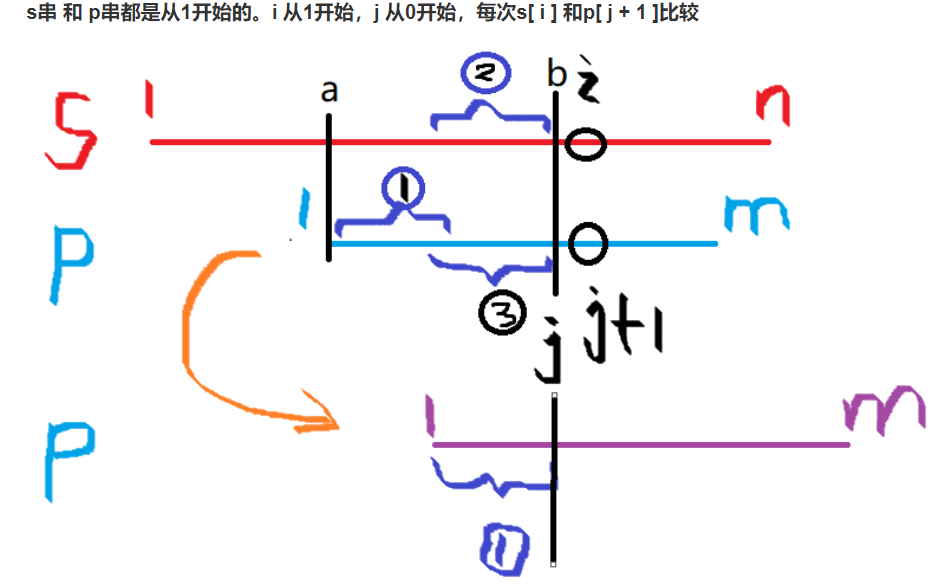 s串 和 p串都是从1开始的。i 从1开始，j 从0开始，每次s[ i ] 和p[ j + 1 ]比较
② b i
S 1 a n
1 ① m
P
③ j j+1
1 m
P
①